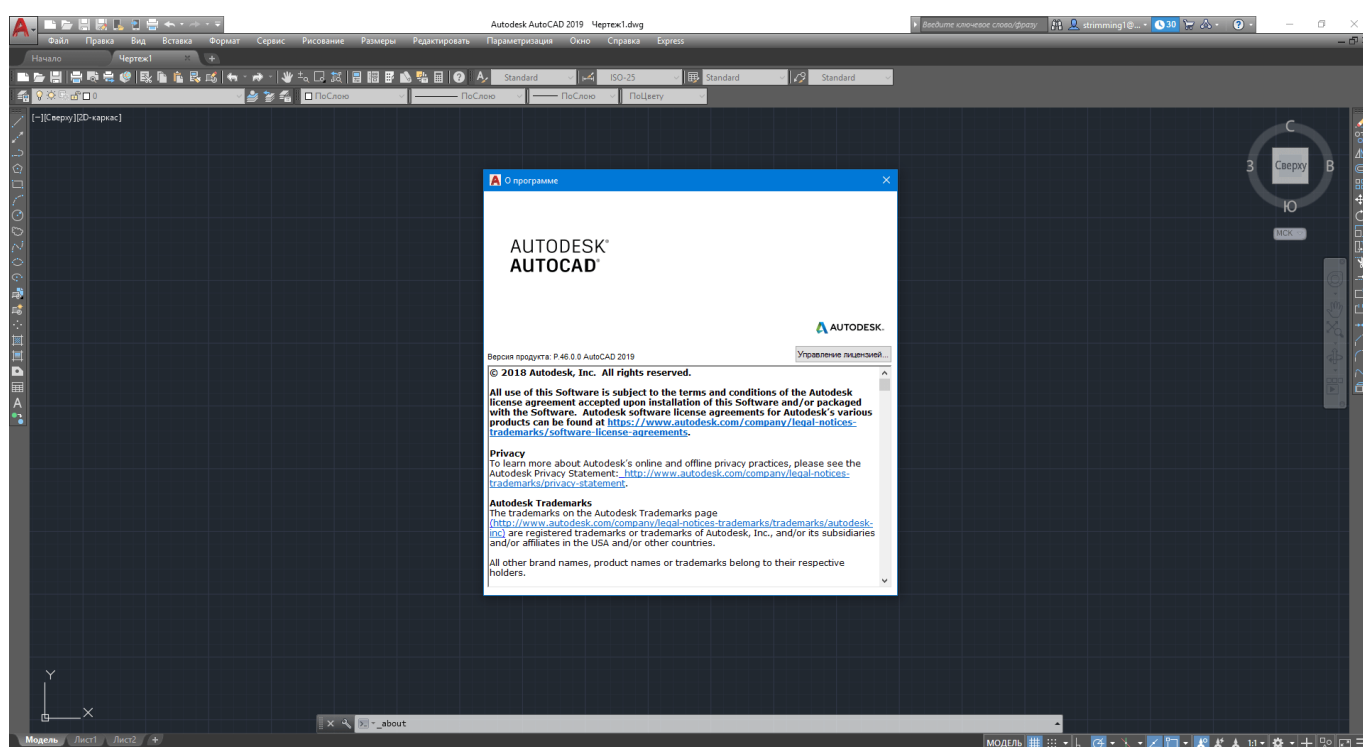 Autodesk AutoCAD 2019 Чертеж1.dwg
Введите ключевое слово/фразу
strimming1@...
30
Файл Правка Вид Вставка Формат Сервис Рисование Размеры Редактировать Параметризация Окно Справка Express
Начало Чертеж1
Standard ISO-25 Standard Standard
0 ПоСлою ПоСлою ПоСлою ПоЦвету
[−][Сверху][2D-каркас]
С
З Сверху В
Ю
МСК
О программе
AUTODESK®
AUTOCAD®
AUTODESK.
Версия продукта: P.46.0.0 AutoCAD 2019
Управление лицензией...
© 2018 Autodesk, Inc. All rights reserved.
All use of this Software is subject to the terms and conditions of the Autodesk
license agreement accepted upon installation of this Software and/or packaged
with the Software. Autodesk software license agreements for Autodesk's various
products can be found at https://www.autodesk.com/company/legal-notices-
trademarks/software-license-agreements.
Privacy
To learn more about Autodesk's online and offline privacy practices, please see the
Autodesk Privacy Statement: http://www.autodesk.com/company/legal-notices-
trademarks/privacy-statement.
Autodesk Trademarks
The trademarks on the Autodesk Trademarks page
(http://www.autodesk.com/company/legal-notices-trademarks/trademarks/autodesk-
inc) are registered trademarks or trademarks of Autodesk, Inc., and/or its subsidiaries
and/or affiliates in the USA and/or other countries.
All other brand names, product names or trademarks belong to their respective
holders.
Y
X
_about
Модель Лист1 Лист2 +
МОДЕЛЬ
1:1